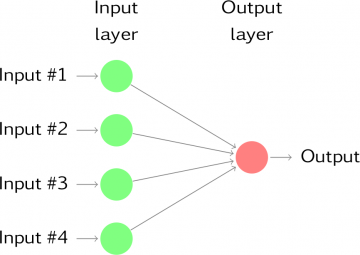 Input
layer
Output
layer
Input #1
Input #2
Input #3
Input #4
Output